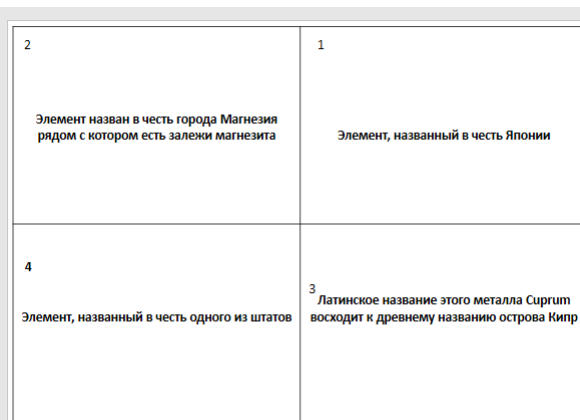 2
Элемент назван в честь города Магнезия
рядом с котором есть залежи магнезита
1
Элемент, названный в честь Японии
4
Элемент, названный в честь одного из штатов
3
Латинское название этого металла Cuprum
восходит к древнему названию острова Кипр